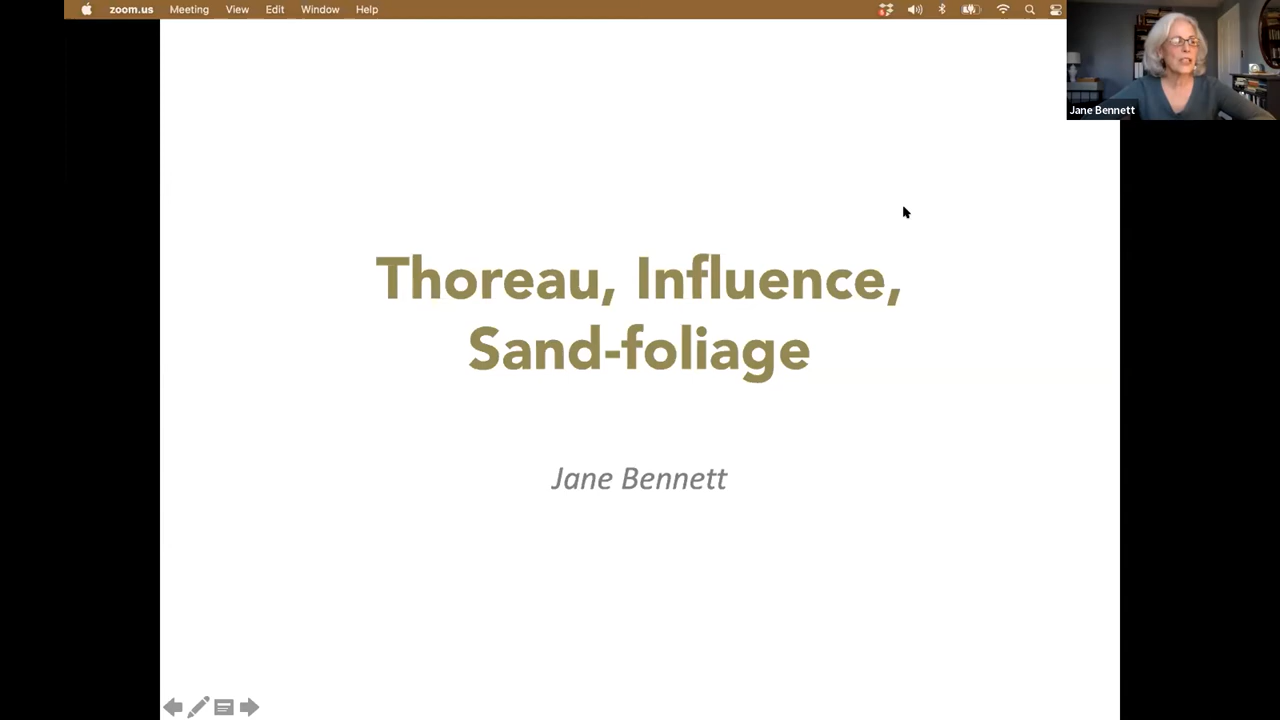 zoom.us Meeting View Edit Window Help
Jane Bennett
Thoreau, Influence,
Sand-foliage
Jane Bennett